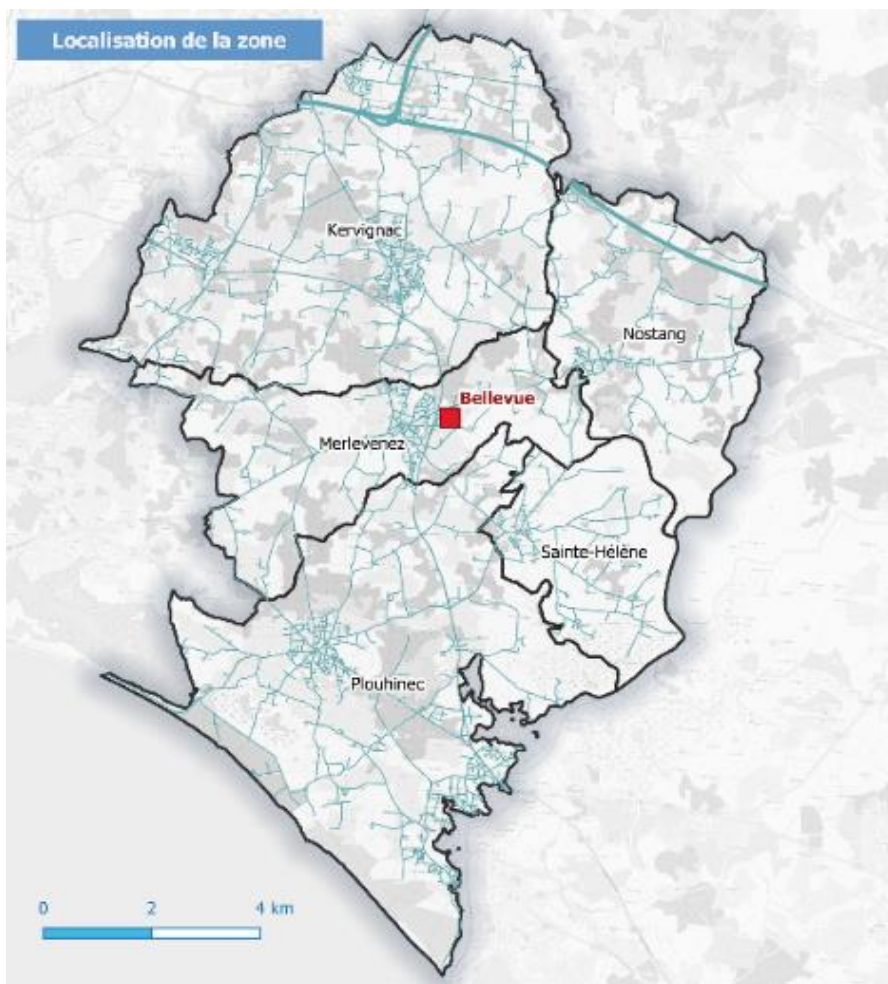 Localisation de la zone
Kervignac
Nostang
Bellevue
Merlevenez
Sainte-Hélène
Plouhinec
0 2 4 km